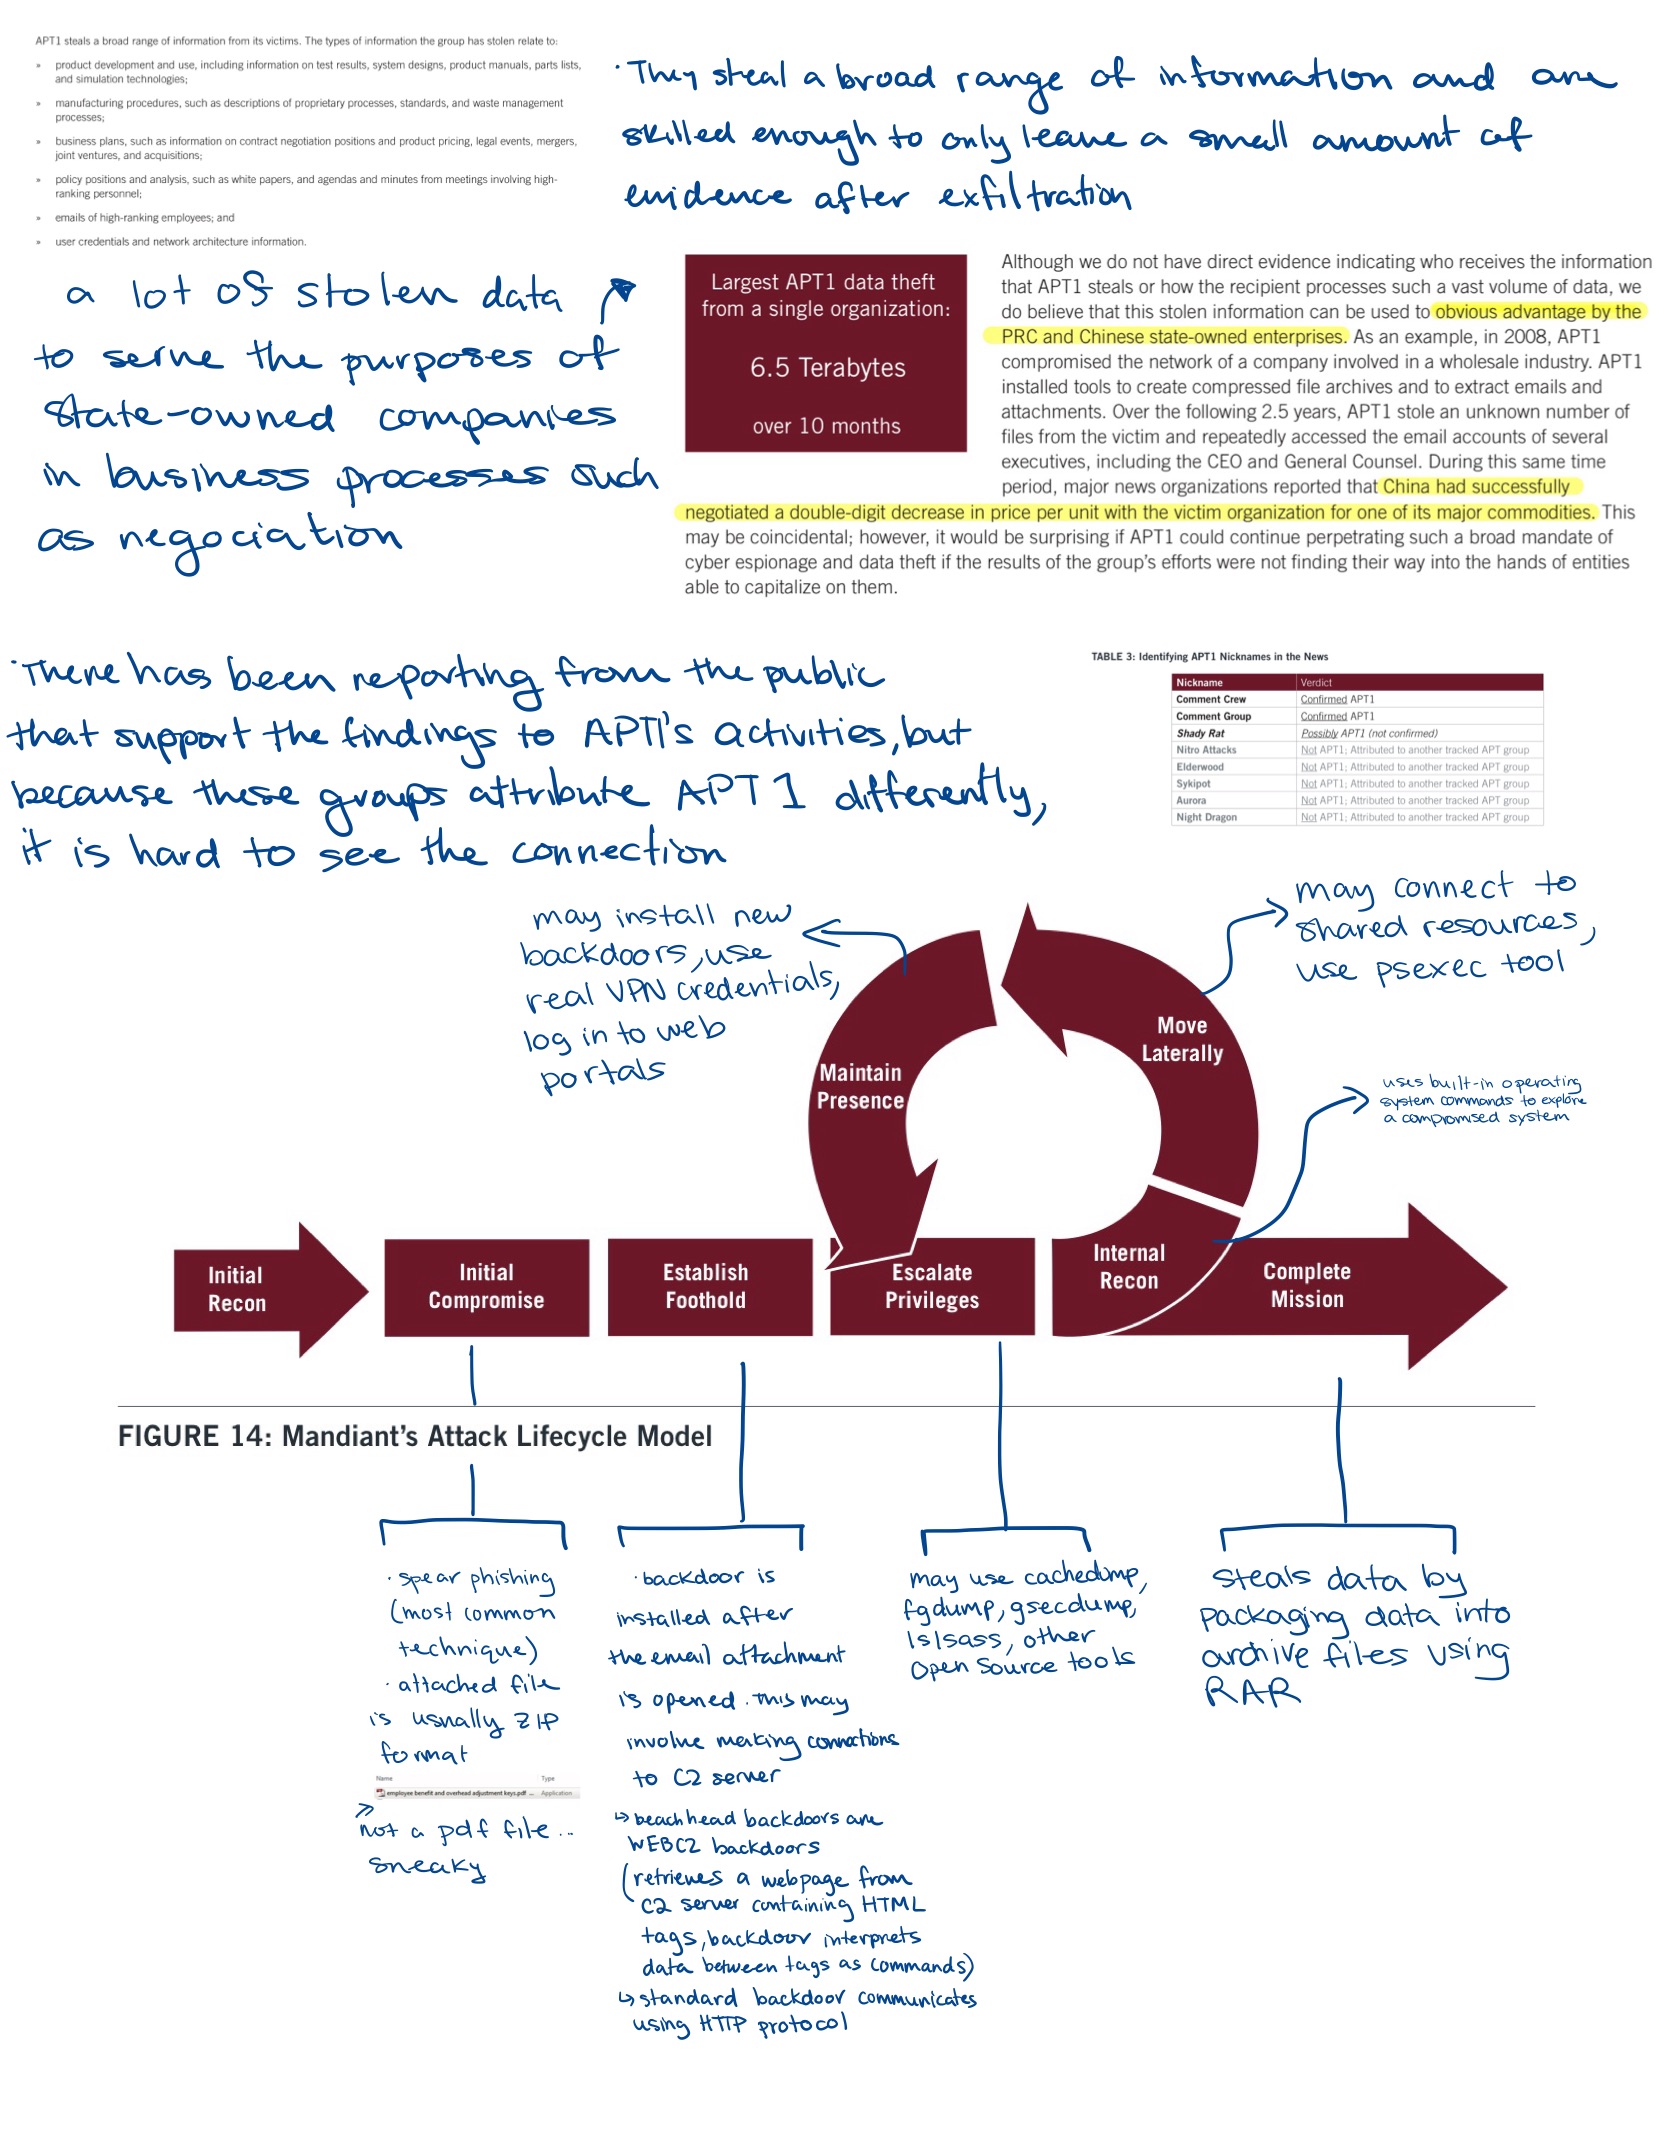 APT1 steals a broad range of information from its victims. The types of information the group has stolen relate to:
» product development and use, including information on test results, system designs, product manuals, parts lists,
and simulation technologies;
» manufacturing procedures, such as descriptions of proprietary processes, standards, and waste management
processes;
» business plans, such as information on contract negotiation positions and product pricing, legal events, mergers,
joint ventures, and acquisitions;
» policy positions and analysis, such as white papers, and agendas and minutes from meetings involving high-
ranking personnel;
» emails of high-ranking employees; and
» user credentials and network architecture information.
· They steal a broad range of information and are
skilled enough to only leave a small amount of
evidence after exfiltration
a lot of stolen data
to serve the purposes of
state-owned companies
in business processes such
as negociation
Largest APT1 data theft
from a single organization:
6.5 Terabytes
over 10 months
Although we do not have direct evidence indicating who receives the information
that APT1 steals or how the recipient processes such a vast volume of data, we
do believe that this stolen information can be used to obvious advantage by the
PRC and Chinese state-owned enterprises. As an example, in 2008, APT1
compromised the network of a company involved in a wholesale industry. APT1
installed tools to create compressed file archives and to extract emails and
attachments. Over the following 2.5 years, APT1 stole an unknown number of
files from the victim and repeatedly accessed the email accounts of several
executives, including the CEO and General Counsel. During this same time
period, major news organizations reported that China had successfully
negotiated a double-digit decrease in price per unit with the victim organization for one of its major commodities. This
may be coincidental; however, it would be surprising if APT1 could continue perpetrating such a broad mandate of
cyber espionage and data theft if the results of the group's efforts were not finding their way into the hands of entities
able to capitalize on them.
· There has been reporting from the public
that support the findings to APT1's activities, but
because these groups attribute APT 1 differently,
it is hard to see the connection
TABLE 3: Identifying APT1 Nicknames in the News
Nickname Verdict
Comment Crew Confirmed APT1
Comment Group Confirmed APT1
Shady Rat Possibly APT1 (not confirmed)
Nitro Attacks Not APT1; Attributed to another tracked APT group
Elderwood Not APT1; Attributed to another tracked APT group
Sykipot Not APT1; Attributed to another tracked APT group
Aurora Not APT1; Attributed to another tracked APT group
Night Dragon Not APT1; Attributed to another tracked APT group
may install new
backdoors, use
real VPN credentials,
log in to web
portals
may connect to
shared resources,
use psexec tool
Move
Laterally
Maintain
Presence
uses built-in operating
system commands to explore
a compromised system
Initial
Recon
Initial
Compromise
Establish
Foothold
Escalate
Privileges
Internal
Recon
Complete
Mission
FIGURE 14: Mandiant's Attack Lifecycle Model
· spear phishing
(most common
technique)
· attached file
is usually ZIP
format
Name Type
employee benefit and overhead adjustment keys.pdf ... Application
not a pdf file...
sneaky
· backdoor is
installed after
the email attachment
is opened. this may
involve making connections
to C2 server
↳ beachhead backdoors are
WEBC2 backdoors
(retrieves a webpage from
C2 server containing HTML
tags, backdoor interprets
data between tags as commands)
↳ standard backdoor communicates
using HTTP protocol
may use cachedump,
fgdump, gsecdump,
lslsass, other
Open Source tools
steals data by
packaging data into
archive files using
RAR